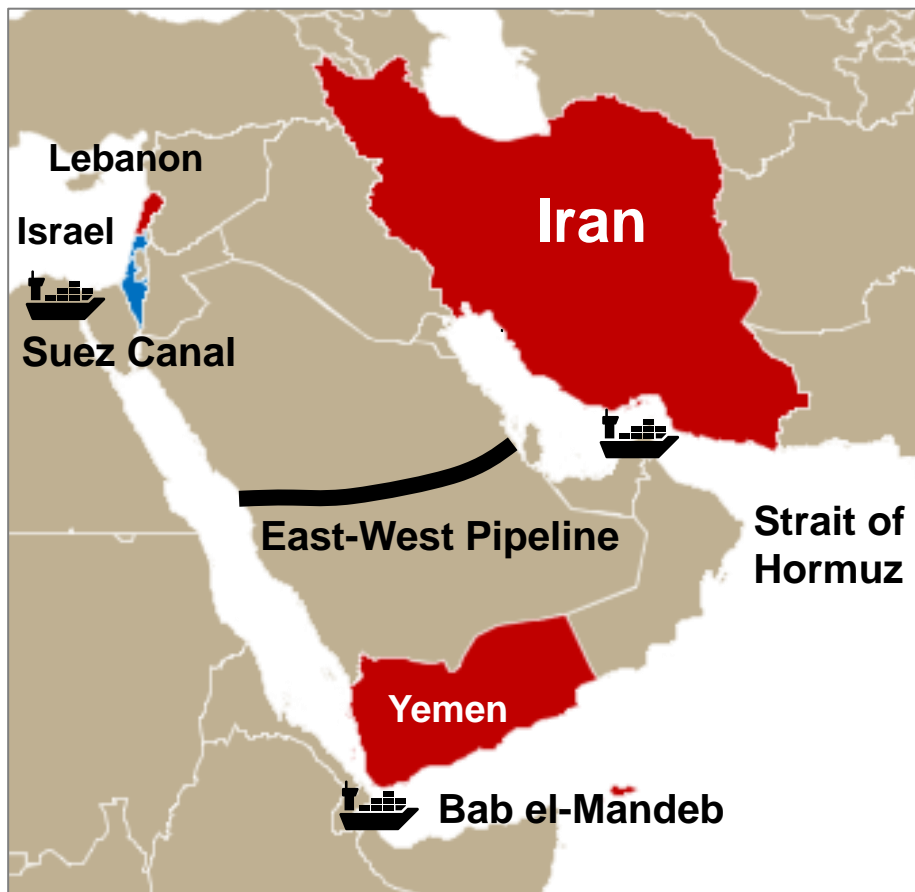 Lebanon
Israel
Iran
Suez Canal
East-West Pipeline
Strait of
Hormuz
Yemen
Bab el-Mandeb